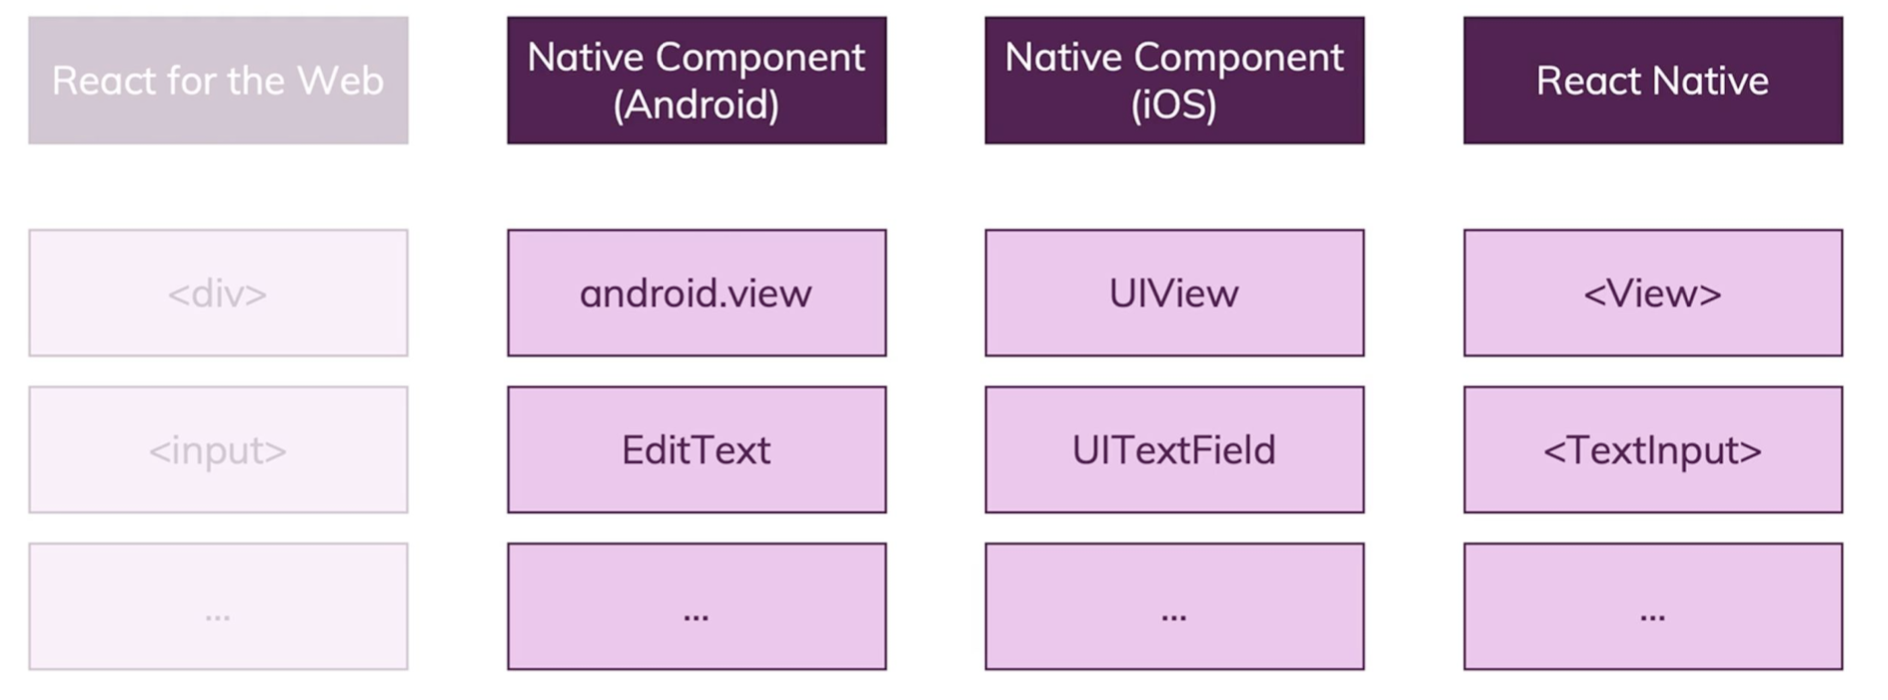 React for the Web
Native Component
(Android)
Native Component
(iOS)
React Native
<div>
android.view
UIView
<View>
<input>
EditText
UITextField
<TextInput>
...
...
...
...